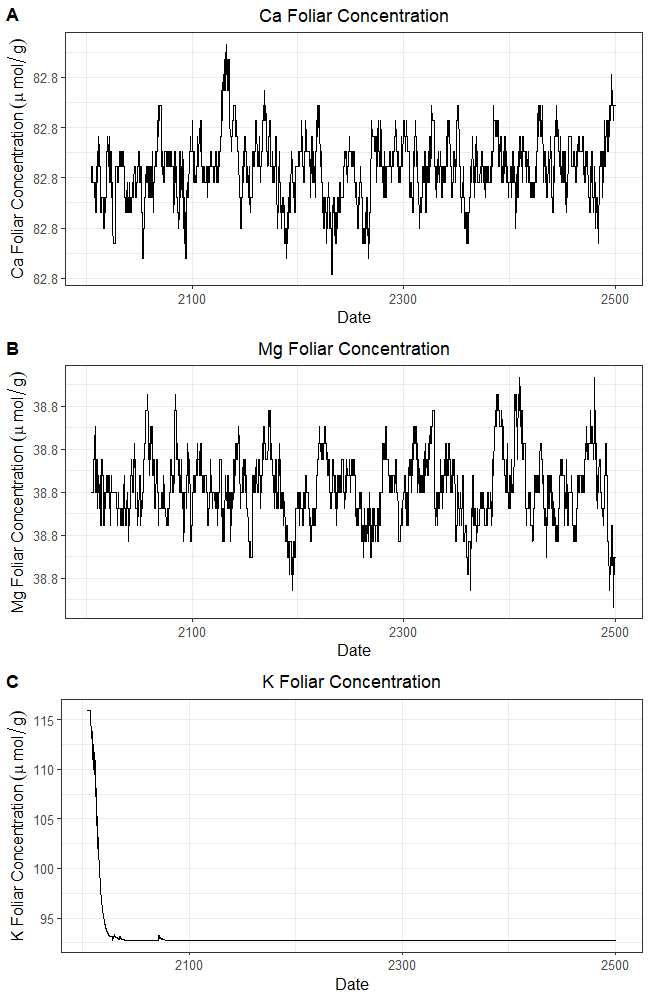 A
Ca Foliar Concentration
Ca Foliar Concentration (μ mol/g)
82.8
82.8
82.8
82.8
82.8
2100
2300
2500
Date
B
Mg Foliar Concentration
Mg Foliar Concentration (μ mol/g)
38.8
38.8
38.8
38.8
38.8
2100
2300
2500
Date
C
K Foliar Concentration
K Foliar Concentration (μ mol/g)
115
110
105
100
95
2100
2300
2500
Date